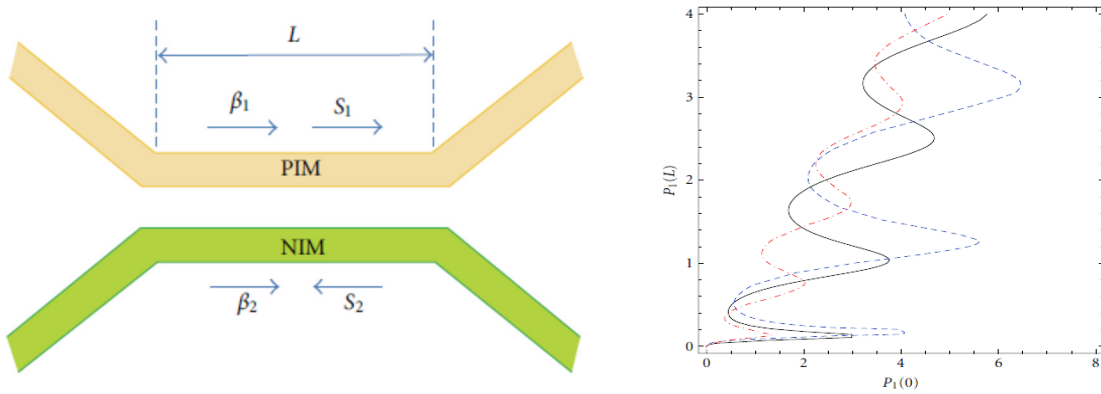 L
β₁ S₁
PIM
NIM
β₂ S₂
P₁(L)
4
3
2
1
0
0 2 4 6 8
P₁(0)